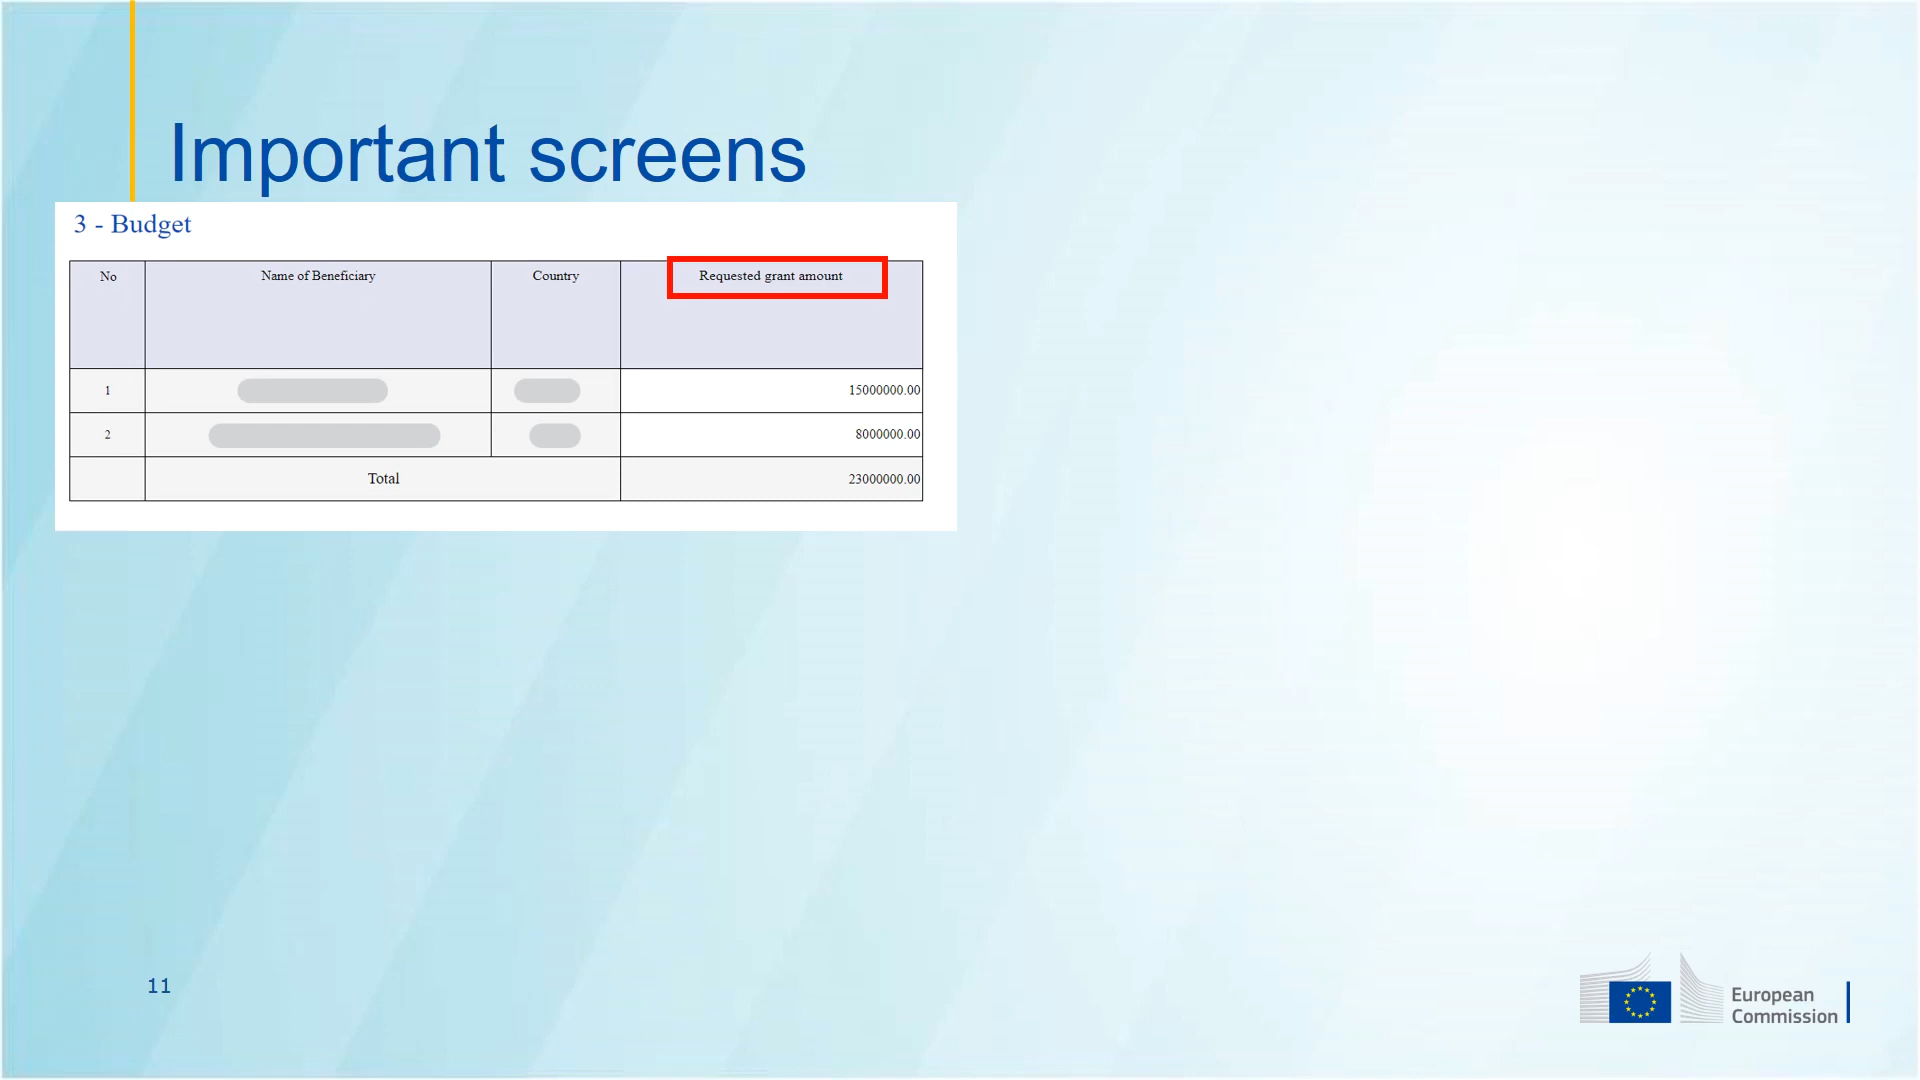 Important screens
3 - Budget
No Name of Beneficiary Country Requested grant amount
1 15000000.00
2 8000000.00
Total 23000000.00
11
European
Commission